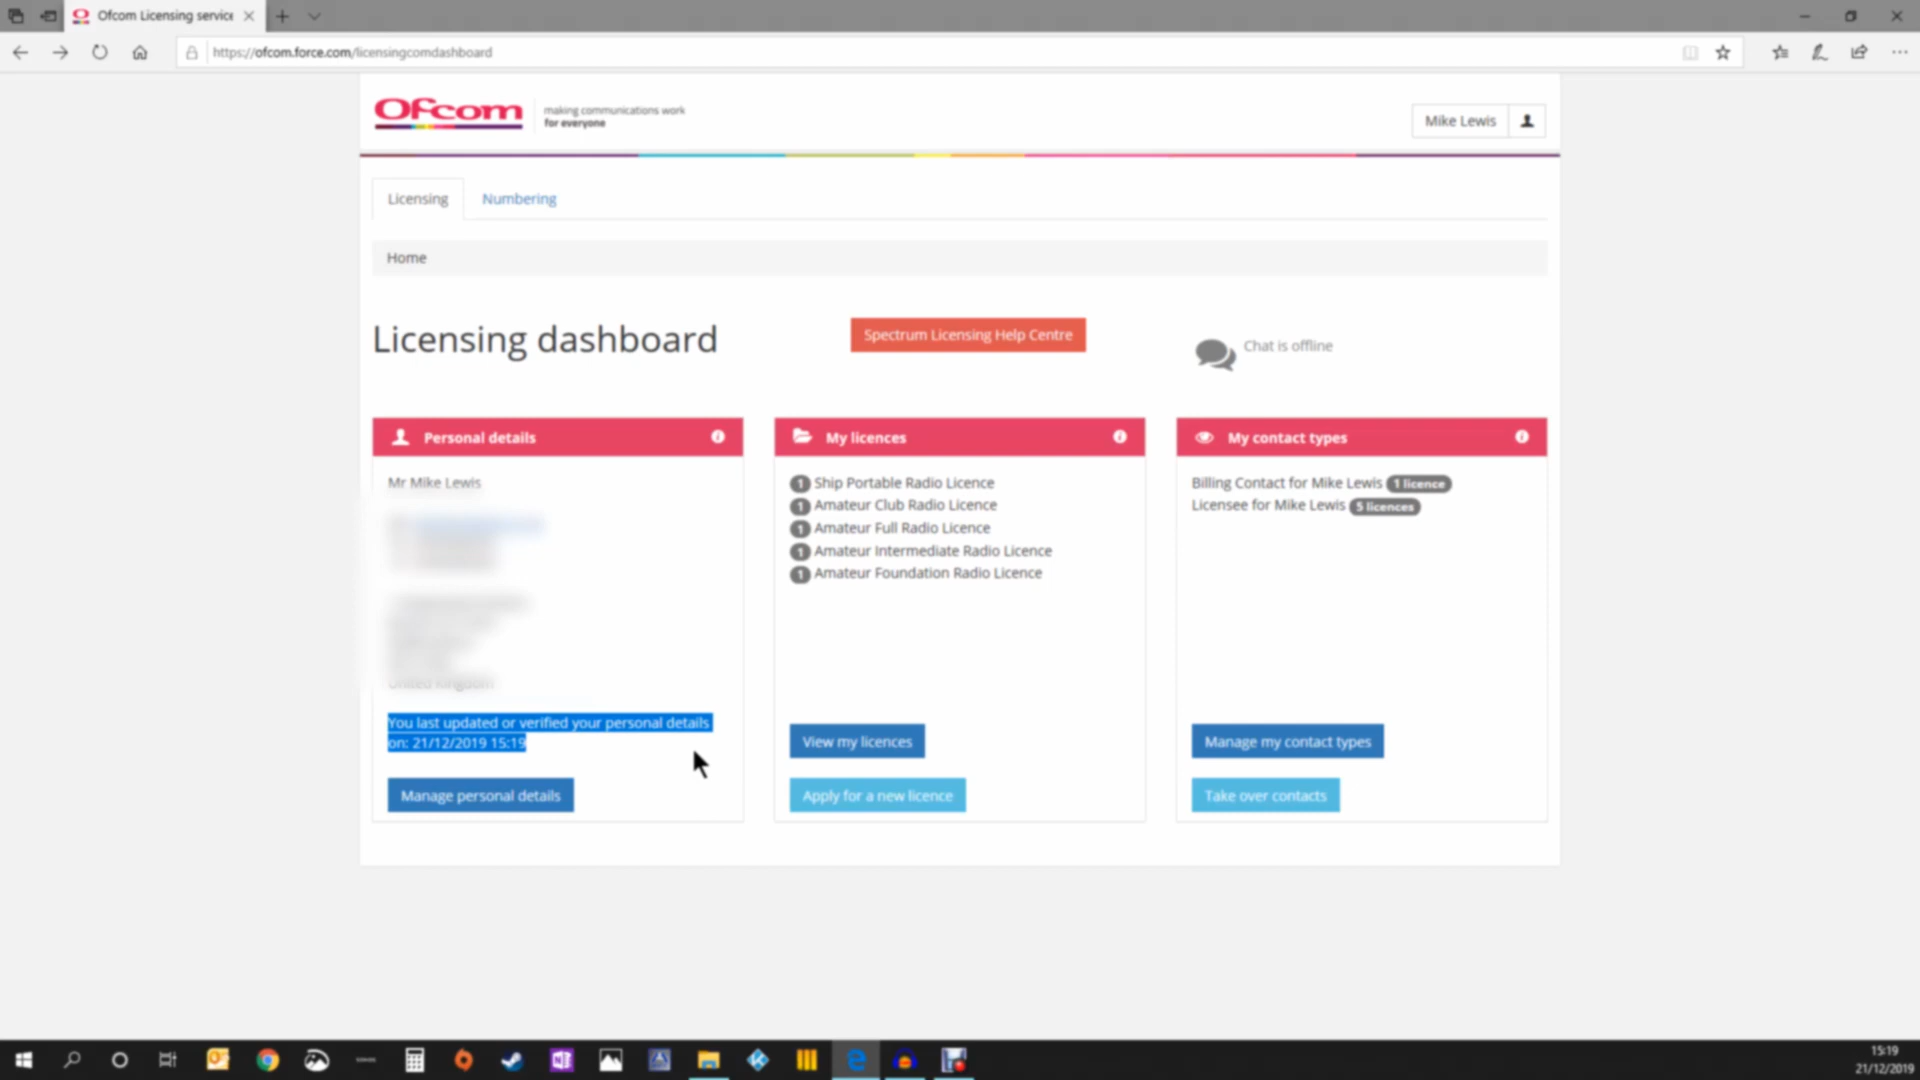 Ofcom Licensing service
https://ofcom.force.com/licensingcomdashboard
Ofcom
making communications work
for everyone
Mike Lewis
Licensing
Numbering
Home
Licensing dashboard
Spectrum Licensing Help Centre
Chat is offline
Personal details
Mr Mike Lewis
United Kingdom
You last updated or verified your personal details
on: 21/12/2019 15:19
Manage personal details
My licences
1 Ship Portable Radio Licence
1 Amateur Club Radio Licence
1 Amateur Full Radio Licence
1 Amateur Intermediate Radio Licence
1 Amateur Foundation Radio Licence
View my licences
Apply for a new licence
My contact types
Billing Contact for Mike Lewis 1 licence
Licensee for Mike Lewis 5 licences
Manage my contact types
Take over contacts
15:19
21/12/2019